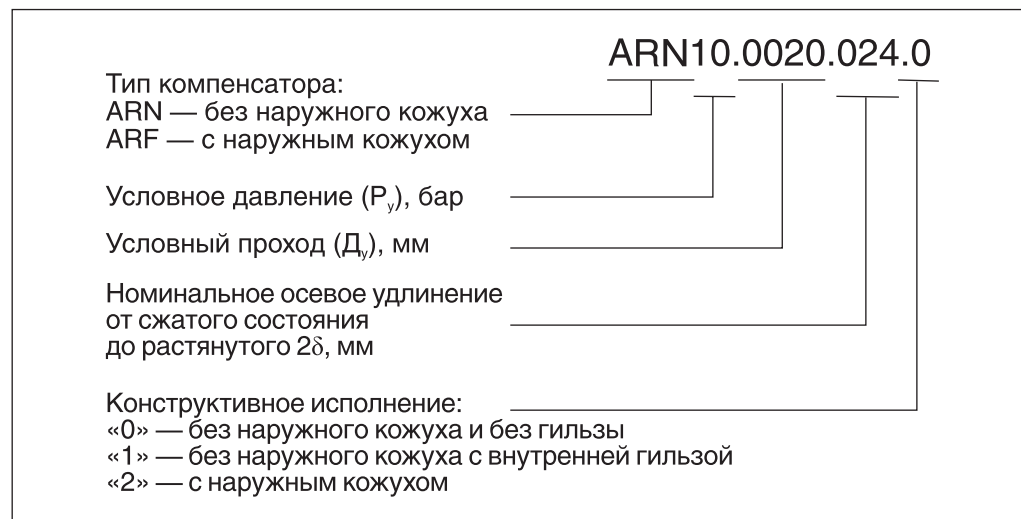 ARN10.0020.024.0
Тип компенсатора:
ARN — без наружного кожуха
ARF — с наружным кожухом
Условное давление (Pу), бар
Условный проход (Ду), мм
Номинальное осевое удлинение
от сжатого состояния
до растянутого 2δ, мм
Конструктивное исполнение:
«0» — без наружного кожуха и без гильзы
«1» — без наружного кожуха с внутренней гильзой
«2» — с наружным кожухом